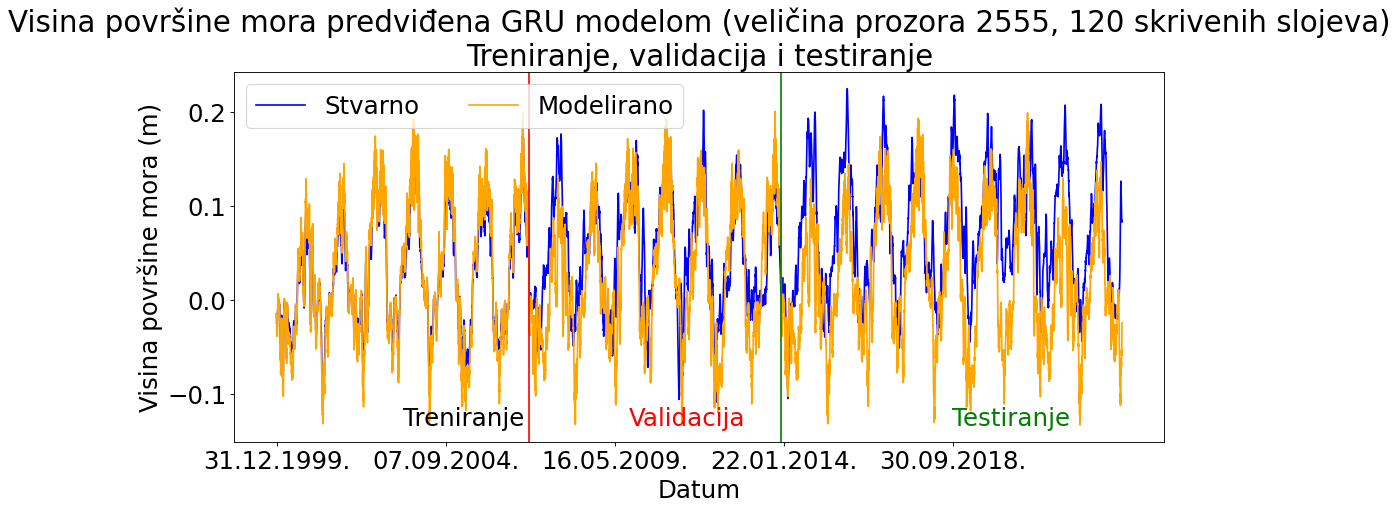 Visina površine mora predviđena GRU modelom (veličina prozora 2555, 120 skrivenih slojeva)
Treniranje, validacija i testiranje
Stvarno
Modelirano
Visina površine mora (m)
0.2
0.1
0.0
−0.1
Treniranje
Validacija
Testiranje
31.12.1999.
07.09.2004.
16.05.2009.
22.01.2014.
30.09.2018.
Datum